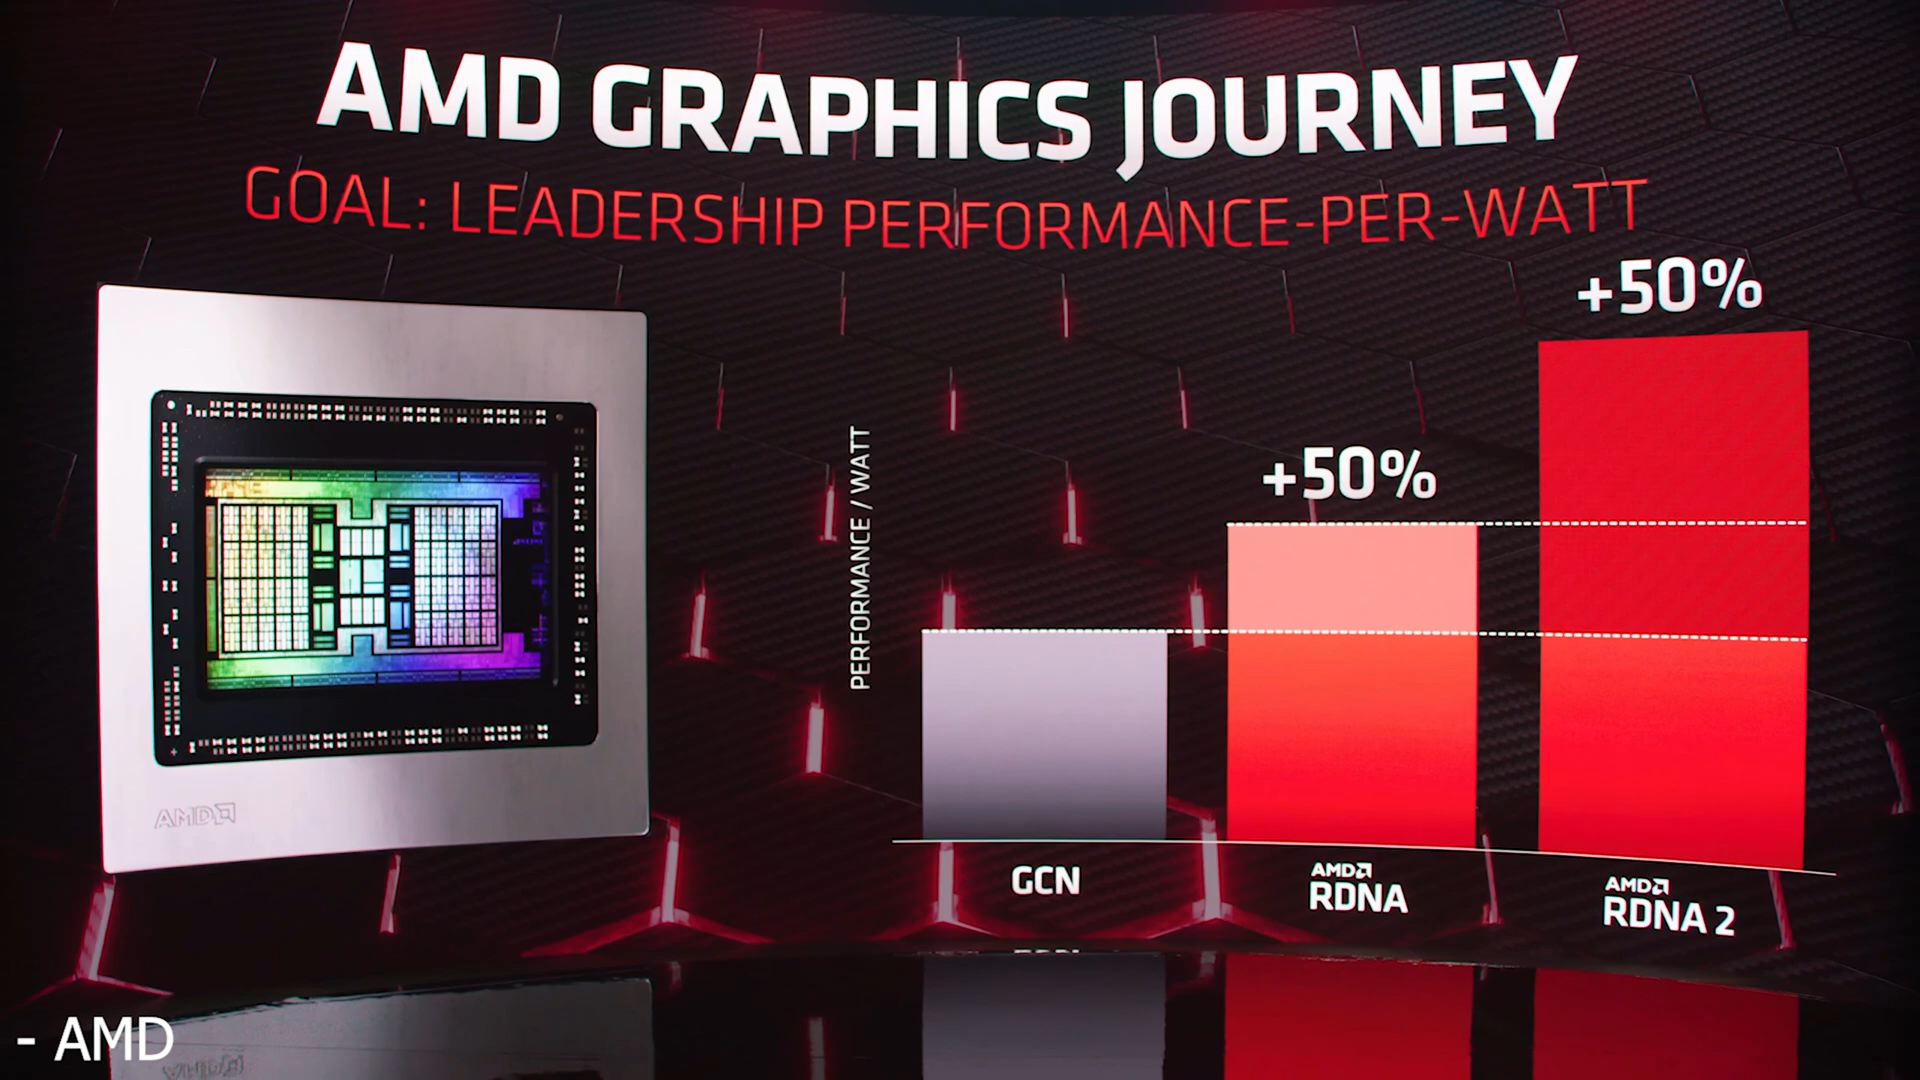 AMD GRAPHICS JOURNEY
GOAL: LEADERSHIP PERFORMANCE-PER-WATT
+50%
+50%
PERFORMANCE / WATT
AMD
GCN
AMD
RDNA
AMD
RDNA 2
- AMD